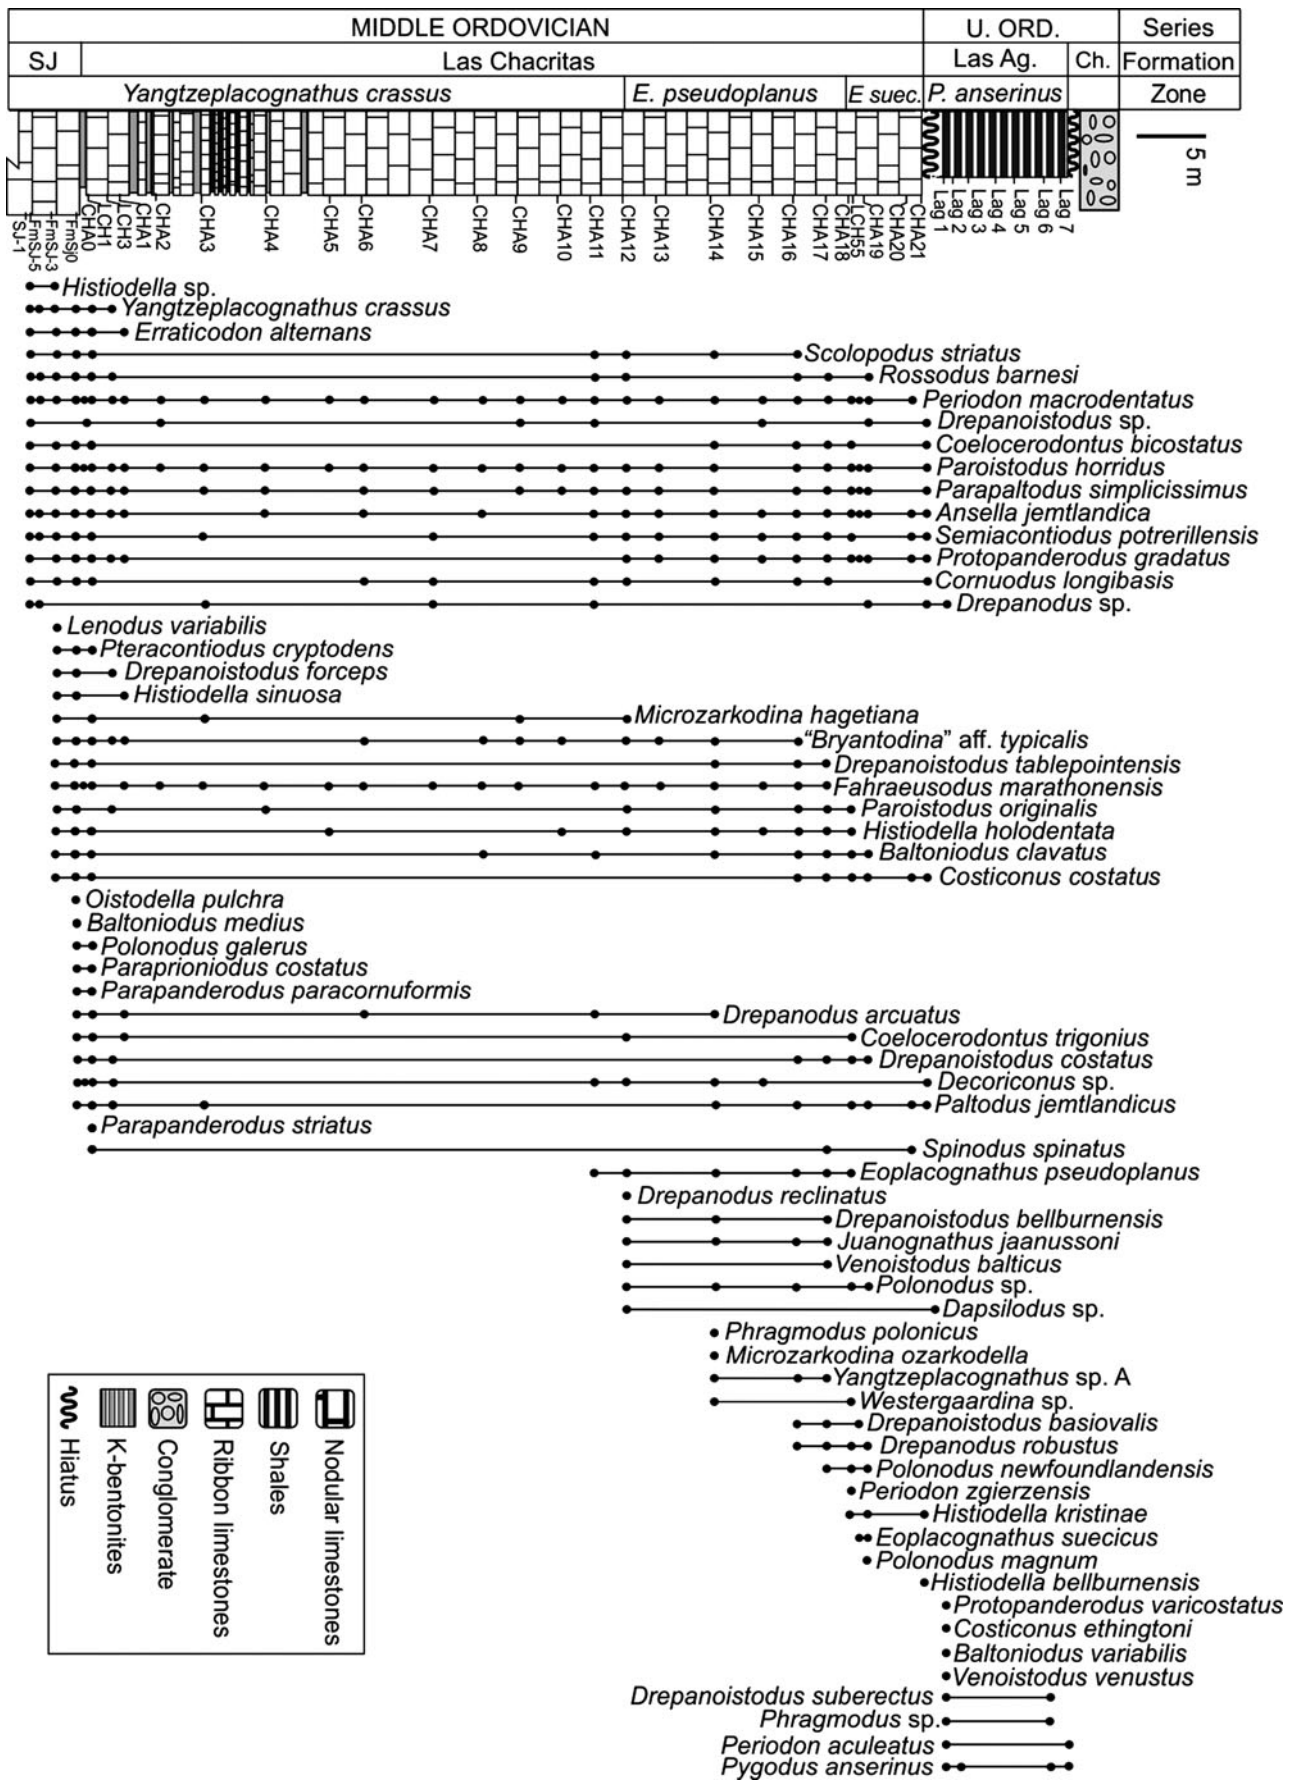 MIDDLE ORDOVICIAN U. ORD. Series
SJ Las Chacritas Las Ag. Ch. Formation
Yangtzeplacognathus crassus E. pseudoplanus E suec. P. anserinus Zone
5 m
SJ-1 FmSJ-5 FmSJ-3 FmSj0 CHA0 LCH1 LCH3 CHA1 CHA2 CHA3 CHA4 CHA5 CHA6 CHA7 CHA8 CHA9 CHA10 CHA11 CHA12 CHA13 CHA14 CHA15 CHA16 CHA17 CHA18 LCH55 CHA19 CHA20 CHA21 Lag 1 Lag 2 Lag 3 Lag 4 Lag 5 Lag 6 Lag 7
Histiodella sp.
Yangtzeplacognathus crassus
Erraticodon alternans
Scolopodus striatus
Rossodus barnesi
Periodon macrodentatus
Drepanoistodus sp.
Coelocerodontus bicostatus
Paroistodus horridus
Parapaltodus simplicissimus
Ansella jemtlandica
Semiacontiodus potrerillensis
Protopanderodus gradatus
Cornuodus longibasis
Drepanodus sp.
Lenodus variabilis
Pteracontiodus cryptodens
Drepanoistodus forceps
Histiodella sinuosa
Microzarkodina hagetiana
“Bryantodina” aff. typicalis
Drepanoistodus tablepointensis
Fahraeusodus marathonensis
Paroistodus originalis
Histiodella holodentata
Baltoniodus clavatus
Costiconus costatus
Oistodella pulchra
Baltoniodus medius
Polonodus galerus
Paraprioniodus costatus
Parapanderodus paracornuformis
Drepanodus arcuatus
Coelocerodontus trigonius
Drepanoistodus costatus
Decoriconus sp.
Paltodus jemtlandicus
Parapanderodus striatus
Spinodus spinatus
Eoplacognathus pseudoplanus
Drepanodus reclinatus
Drepanoistodus bellburnensis
Juanognathus jaanussoni
Venoistodus balticus
Polonodus sp.
Dapsilodus sp.
Phragmodus polonicus
Microzarkodina ozarkodella
Yangtzeplacognathus sp. A
Westergaardina sp.
Drepanoistodus basiovalis
Drepanodus robustus
Polonodus newfoundlandensis
Periodon zgierzensis
Histiodella kristinae
Eoplacognathus suecicus
Polonodus magnum
Histiodella bellburnensis
Protopanderodus varicostatus
Costiconus ethingtoni
Baltoniodus variabilis
Venoistodus venustus
Drepanoistodus suberectus
Phragmodus sp.
Periodon aculeatus
Pygodus anserinus
Nodular limestones
Shales
Ribbon limestones
Conglomerate
K-bentonites
Hiatus